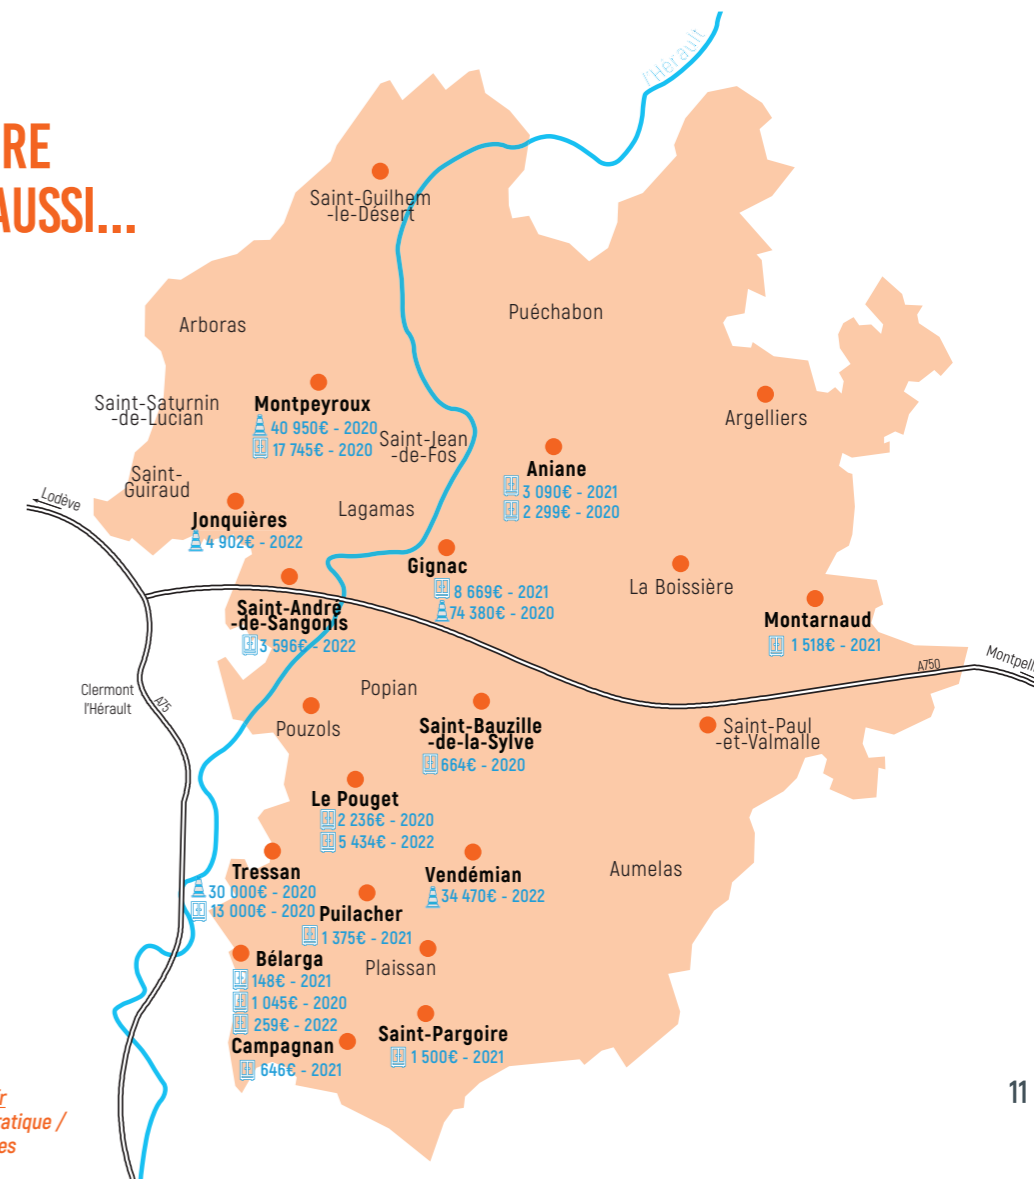 l'Hérault
RE
AUSSI...
Saint-Guilhem
-le-Désert
Puéchabon
Arboras
Saint-Saturnin
-de-Lucian
Montpeyroux
40 950€ - 2020
17 745€ - 2020
Saint-Jean
-de-Fos
Argelliers
Aniane
3 090€ - 2021
2 299€ - 2020
Saint-
Guiraud
Lodève
Lagamas
Jonquières
4 902€ - 2022
Gignac
8 669€ - 2021
74 380€ - 2020
La Boissière
Saint-André
-de-Sangonis
3 596€ - 2022
Montarnaud
1 518€ - 2021
A750
Montpell
Clermont
l'Hérault
A75
Popian
Pouzols
Saint-Bauzille
-de-la-Sylve
664€ - 2020
Saint-Paul
-et-Valmalle
Le Pouget
2 236€ - 2020
5 434€ - 2022
Tressan
30 000€ - 2020
13 000€ - 2020
Vendémian
34 470€ - 2022
Aumelas
Puilacher
1 375€ - 2021
Plaissan
Bélarga
148€ - 2021
1 045€ - 2020
259€ - 2022
Campagnan
646€ - 2021
Saint-Pargoire
1 500€ - 2021
r
atique /
es
11